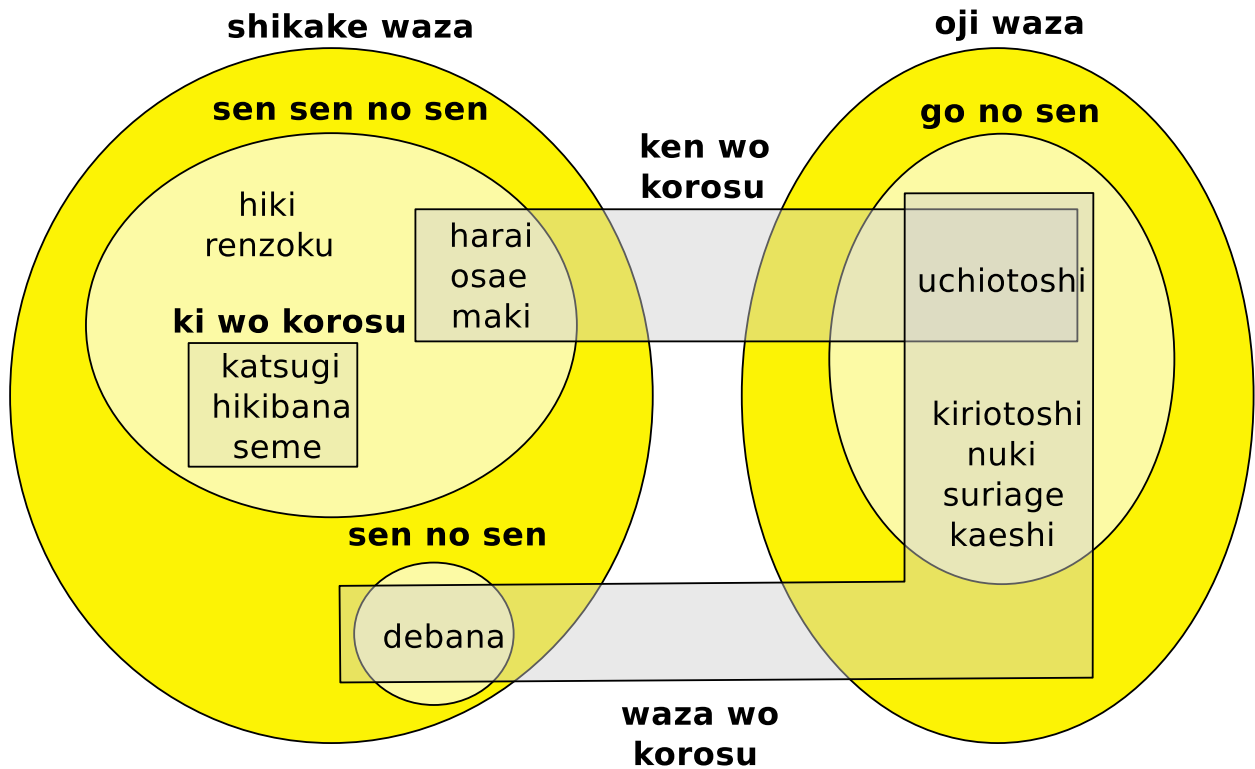 shikake waza
oji waza
sen sen no sen
go no sen
ken wo
korosu
hiki
renzoku
harai
osae
maki
uchiotoshi
ki wo korosu
katsugi
hikibana
seme
kiriotoshi
nuki
suriage
kaeshi
sen no sen
debana
waza wo
korosu